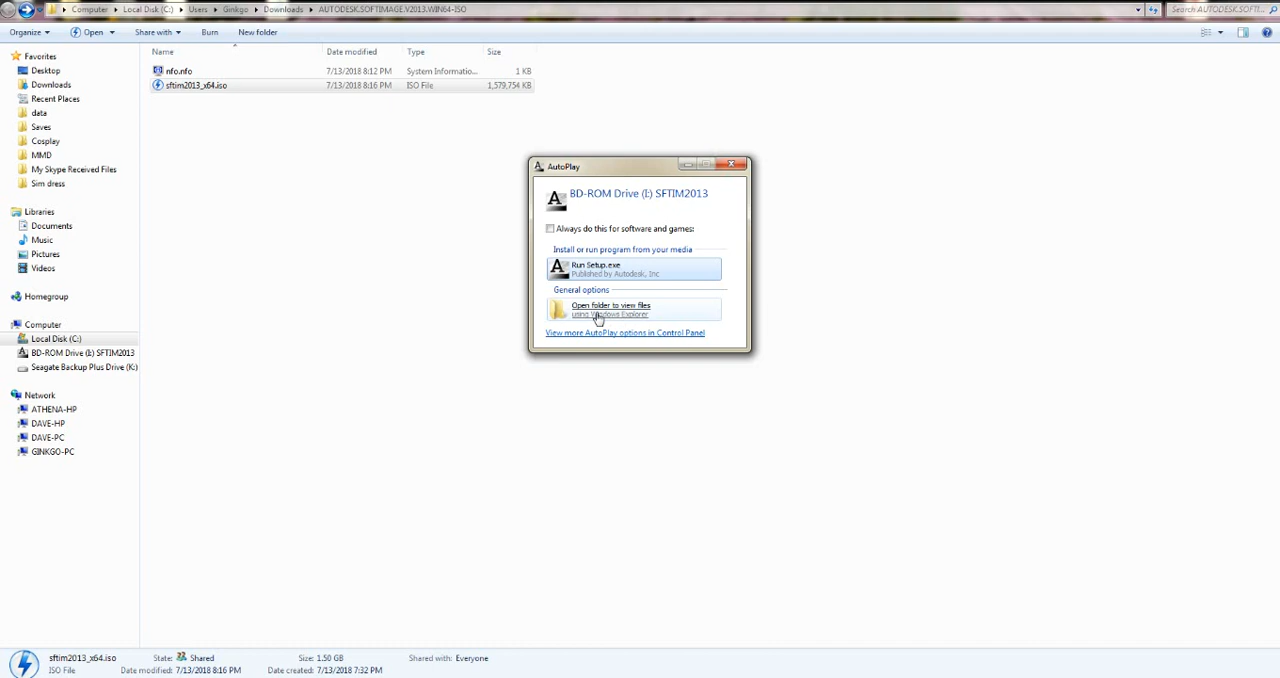 Computer ▸ Local Disk (C:) ▸ Users ▸ Ginkgo ▸ Downloads ▸ AUTODESK.SOFTIMAGE.V2013.WIN64-ISO
Search AUTODESK.SOFTIMAGE...
Organize Open Share with Burn New folder
Name Date modified Type Size
nfo.nfo 7/13/2018 8:12 PM System Informatio... 1 KB
sftim2013_x64.iso 7/13/2018 8:16 PM ISO File 1,579,754 KB
Favorites
Desktop
Downloads
Recent Places
data
Saves
Cosplay
MMD
My Skype Received Files
Sim dress
Libraries
Documents
Music
Pictures
Videos
Homegroup
Computer
Local Disk (C:)
BD-ROM Drive (I:) SFTIM2013
Seagate Backup Plus Drive (K:)
Network
ATHENA-HP
DAVE-HP
DAVE-PC
GINKGO-PC
AutoPlay
BD-ROM Drive (I:) SFTIM2013
Always do this for software and games:
Install or run program from your media
Run Setup.exe
Published by Autodesk, Inc
General options
Open folder to view files
using Windows Explorer
View more AutoPlay options in Control Panel
sftim2013_x64.iso State: Shared Size: 1.50 GB Shared with: Everyone
ISO File Date modified: 7/13/2018 8:16 PM Date created: 7/13/2018 7:32 PM